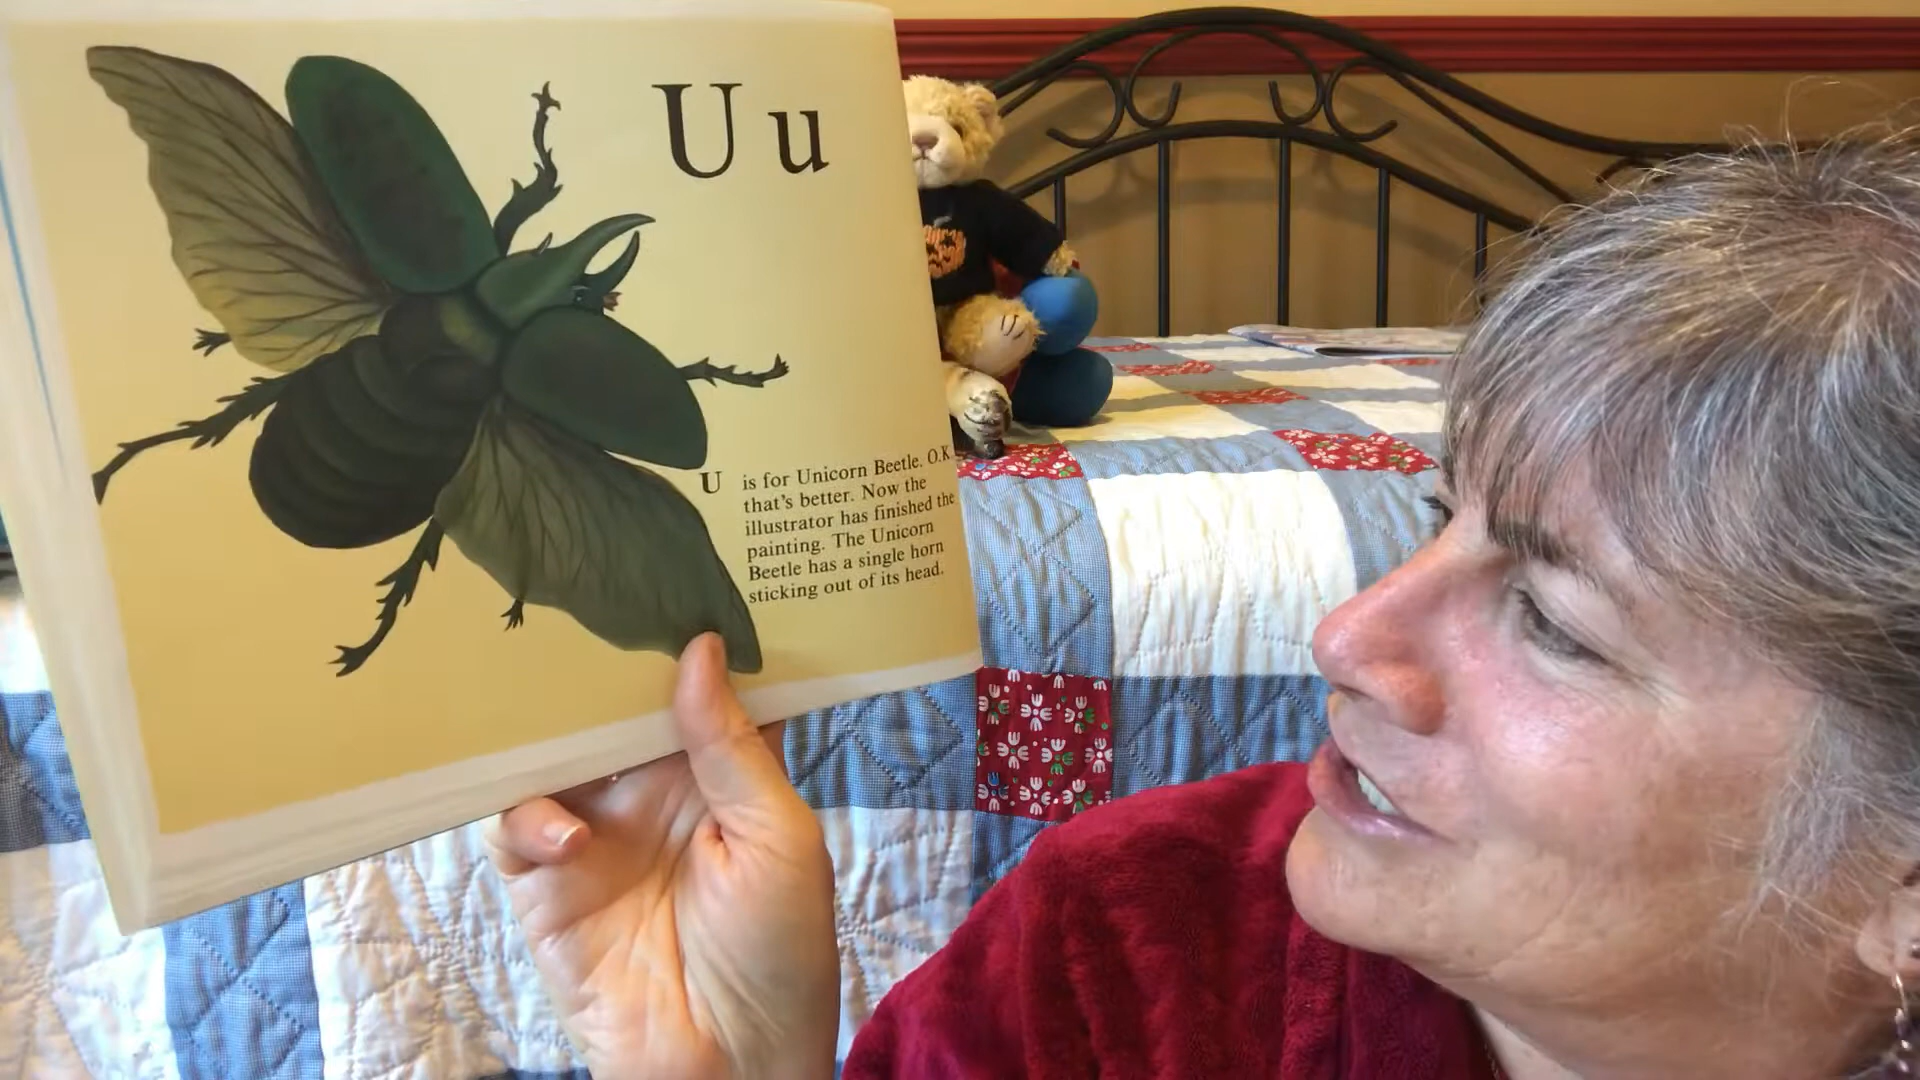 U u
U is for Unicorn Beetle. O.K.
that's better. Now the
illustrator has finished the
painting. The Unicorn
Beetle has a single horn
sticking out of its head.